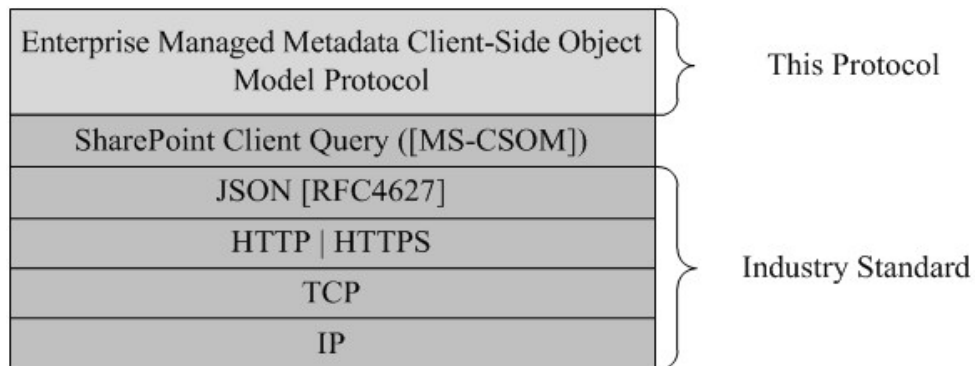 Enterprise Managed Metadata Client-Side Object
Model Protocol
This Protocol
SharePoint Client Query ([MS-CSOM])
JSON [RFC4627]
HTTP | HTTPS
Industry Standard
TCP
IP